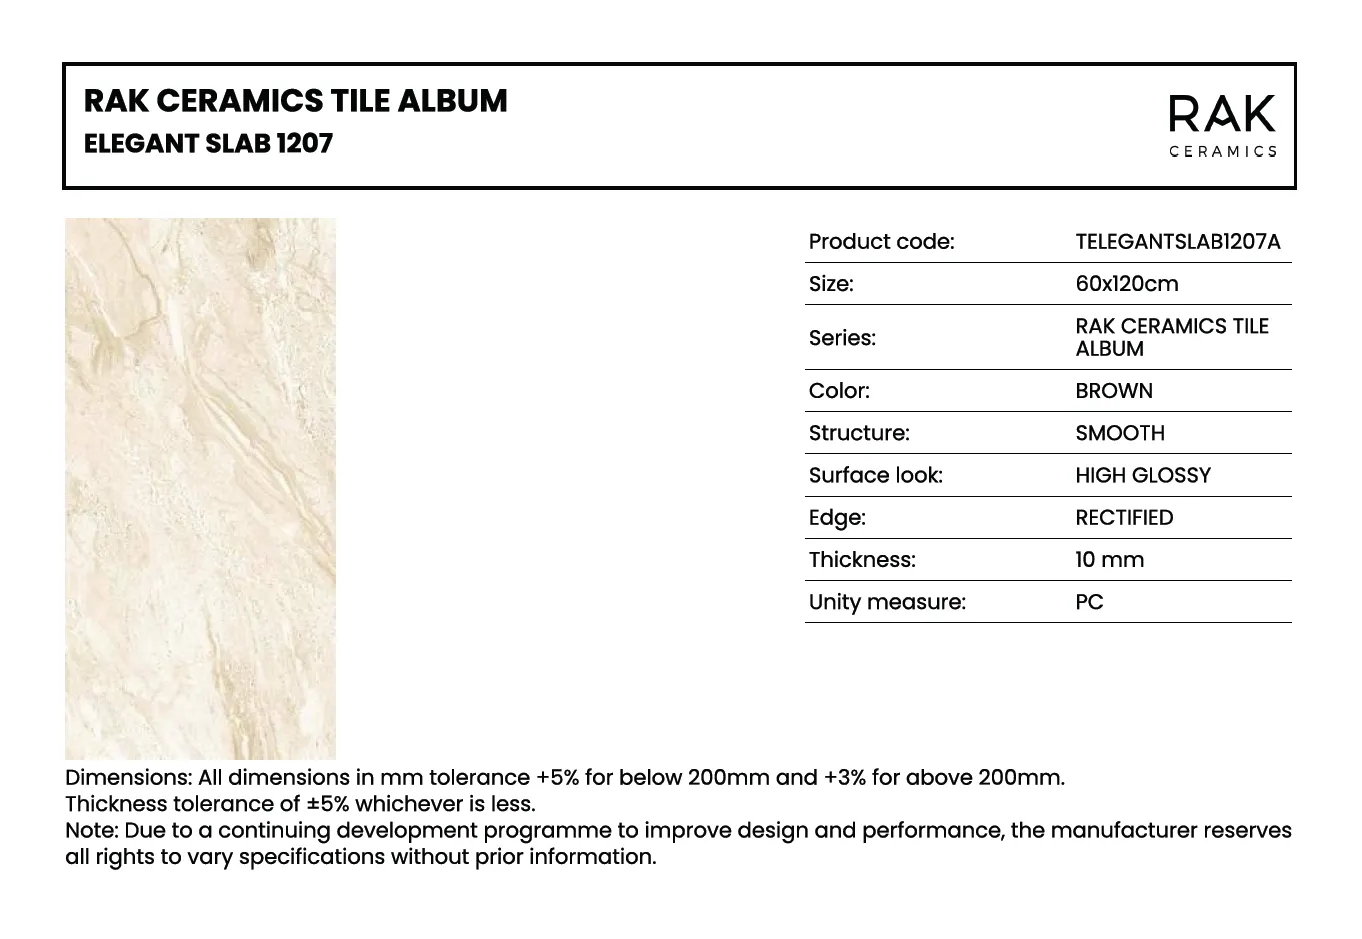 RAK CERAMICS TILE ALBUM
ELEGANT SLAB 1207
RAK
CERAMICS
Product code: TELEGANTSLAB1207A
Size: 60x120cm
Series: RAK CERAMICS TILE
ALBUM
Color: BROWN
Structure: SMOOTH
Surface look: HIGH GLOSSY
Edge: RECTIFIED
Thickness: 10 mm
Unity measure: PC
Dimensions: All dimensions in mm tolerance +5% for below 200mm and +3% for above 200mm.
Thickness tolerance of ±5% whichever is less.
Note: Due to a continuing development programme to improve design and performance, the manufacturer reserves
all rights to vary specifications without prior information.